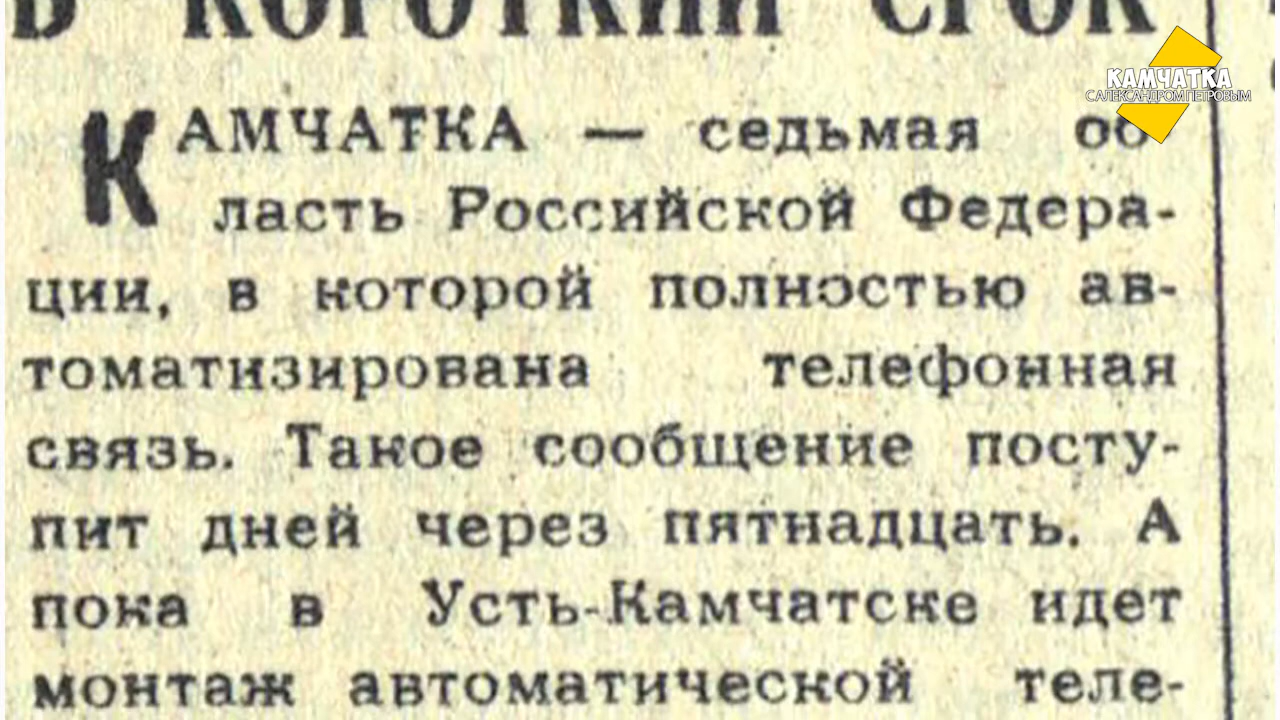 В КОРОТКИЙ СРОК
КАМЧАТКА
С АЛЕКСАНДРОМ ПЕТРОВЫМ
КАМЧАТКА — седьмая об
ласть Российской Федера-
ции, в которой полностью ав-
томатизирована телефонная
связь. Такое сообщение посту-
пит дней через пятнадцать. А
пока в Усть-Камчатске идет
монтаж автоматической теле-